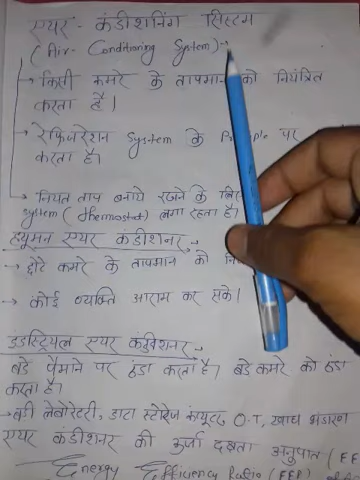 एयर - कंडीशनिंग सिस्टम
(Air - Conditioning System) →
→ किसी कमरे के तापमान को नियंत्रित
करता है।
→ रेफ्रिजरेशन System के पर
करता है।
→ नियत ताप बनाये रखने के लिए
System (thermostat) लगा रहता है।
ह्यूमन एयर कंडीशनर :-
→ छोटे कमरे के तापमान को
→ कोई व्यक्ति आराम कर सके।
इंडस्ट्रियल एयर कंडीशनर :-
बड़े पैमाने पर ठंडा करता है। बड़े कमरे को ठंडा
करता है।
→ बड़ी लेबोरेटरी, डाटा स्टोरेज कंप्यूटर, O.T, खाद्य भंडारण
एयर कंडीशनर की ऊर्जा दक्षता अनुपात (EE
Energy Efficiency Ratio (EER)